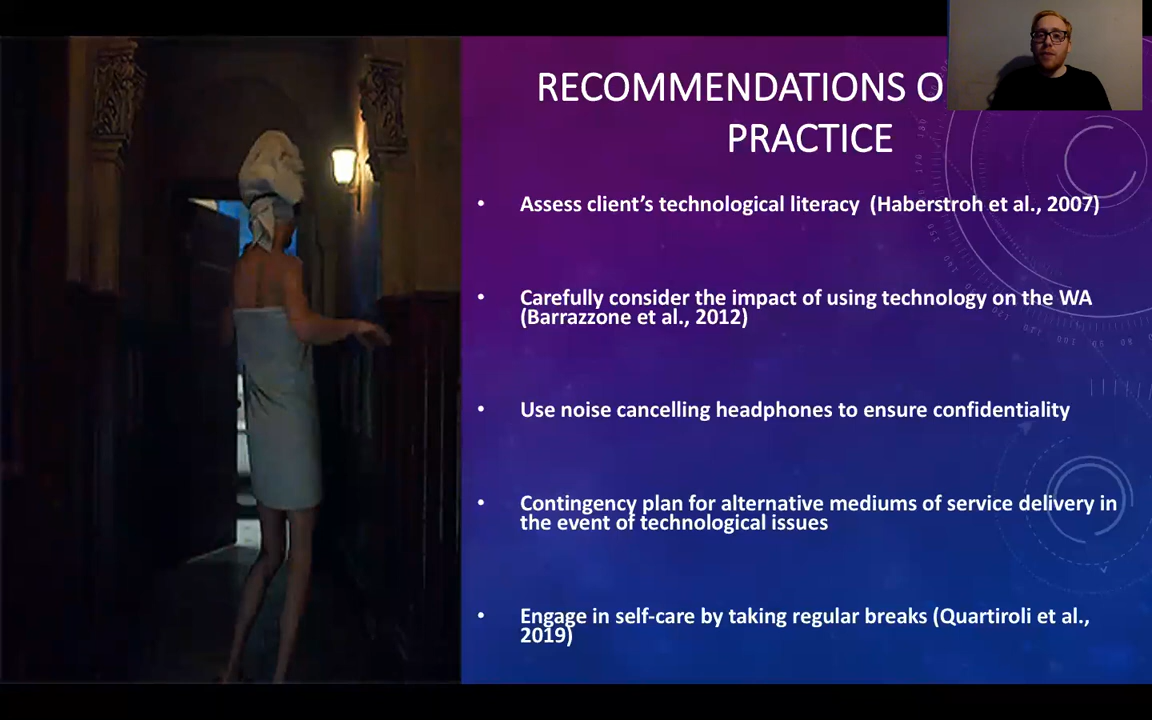 RECOMMENDATIONS O
PRACTICE
• Assess client's technological literacy (Haberstroh et al., 2007)
• Carefully consider the impact of using technology on the WA
(Barrazzone et al., 2012)
• Use noise cancelling headphones to ensure confidentiality
• Contingency plan for alternative mediums of service delivery in
the event of technological issues
• Engage in self-care by taking regular breaks (Quartiroli et al.,
2019)